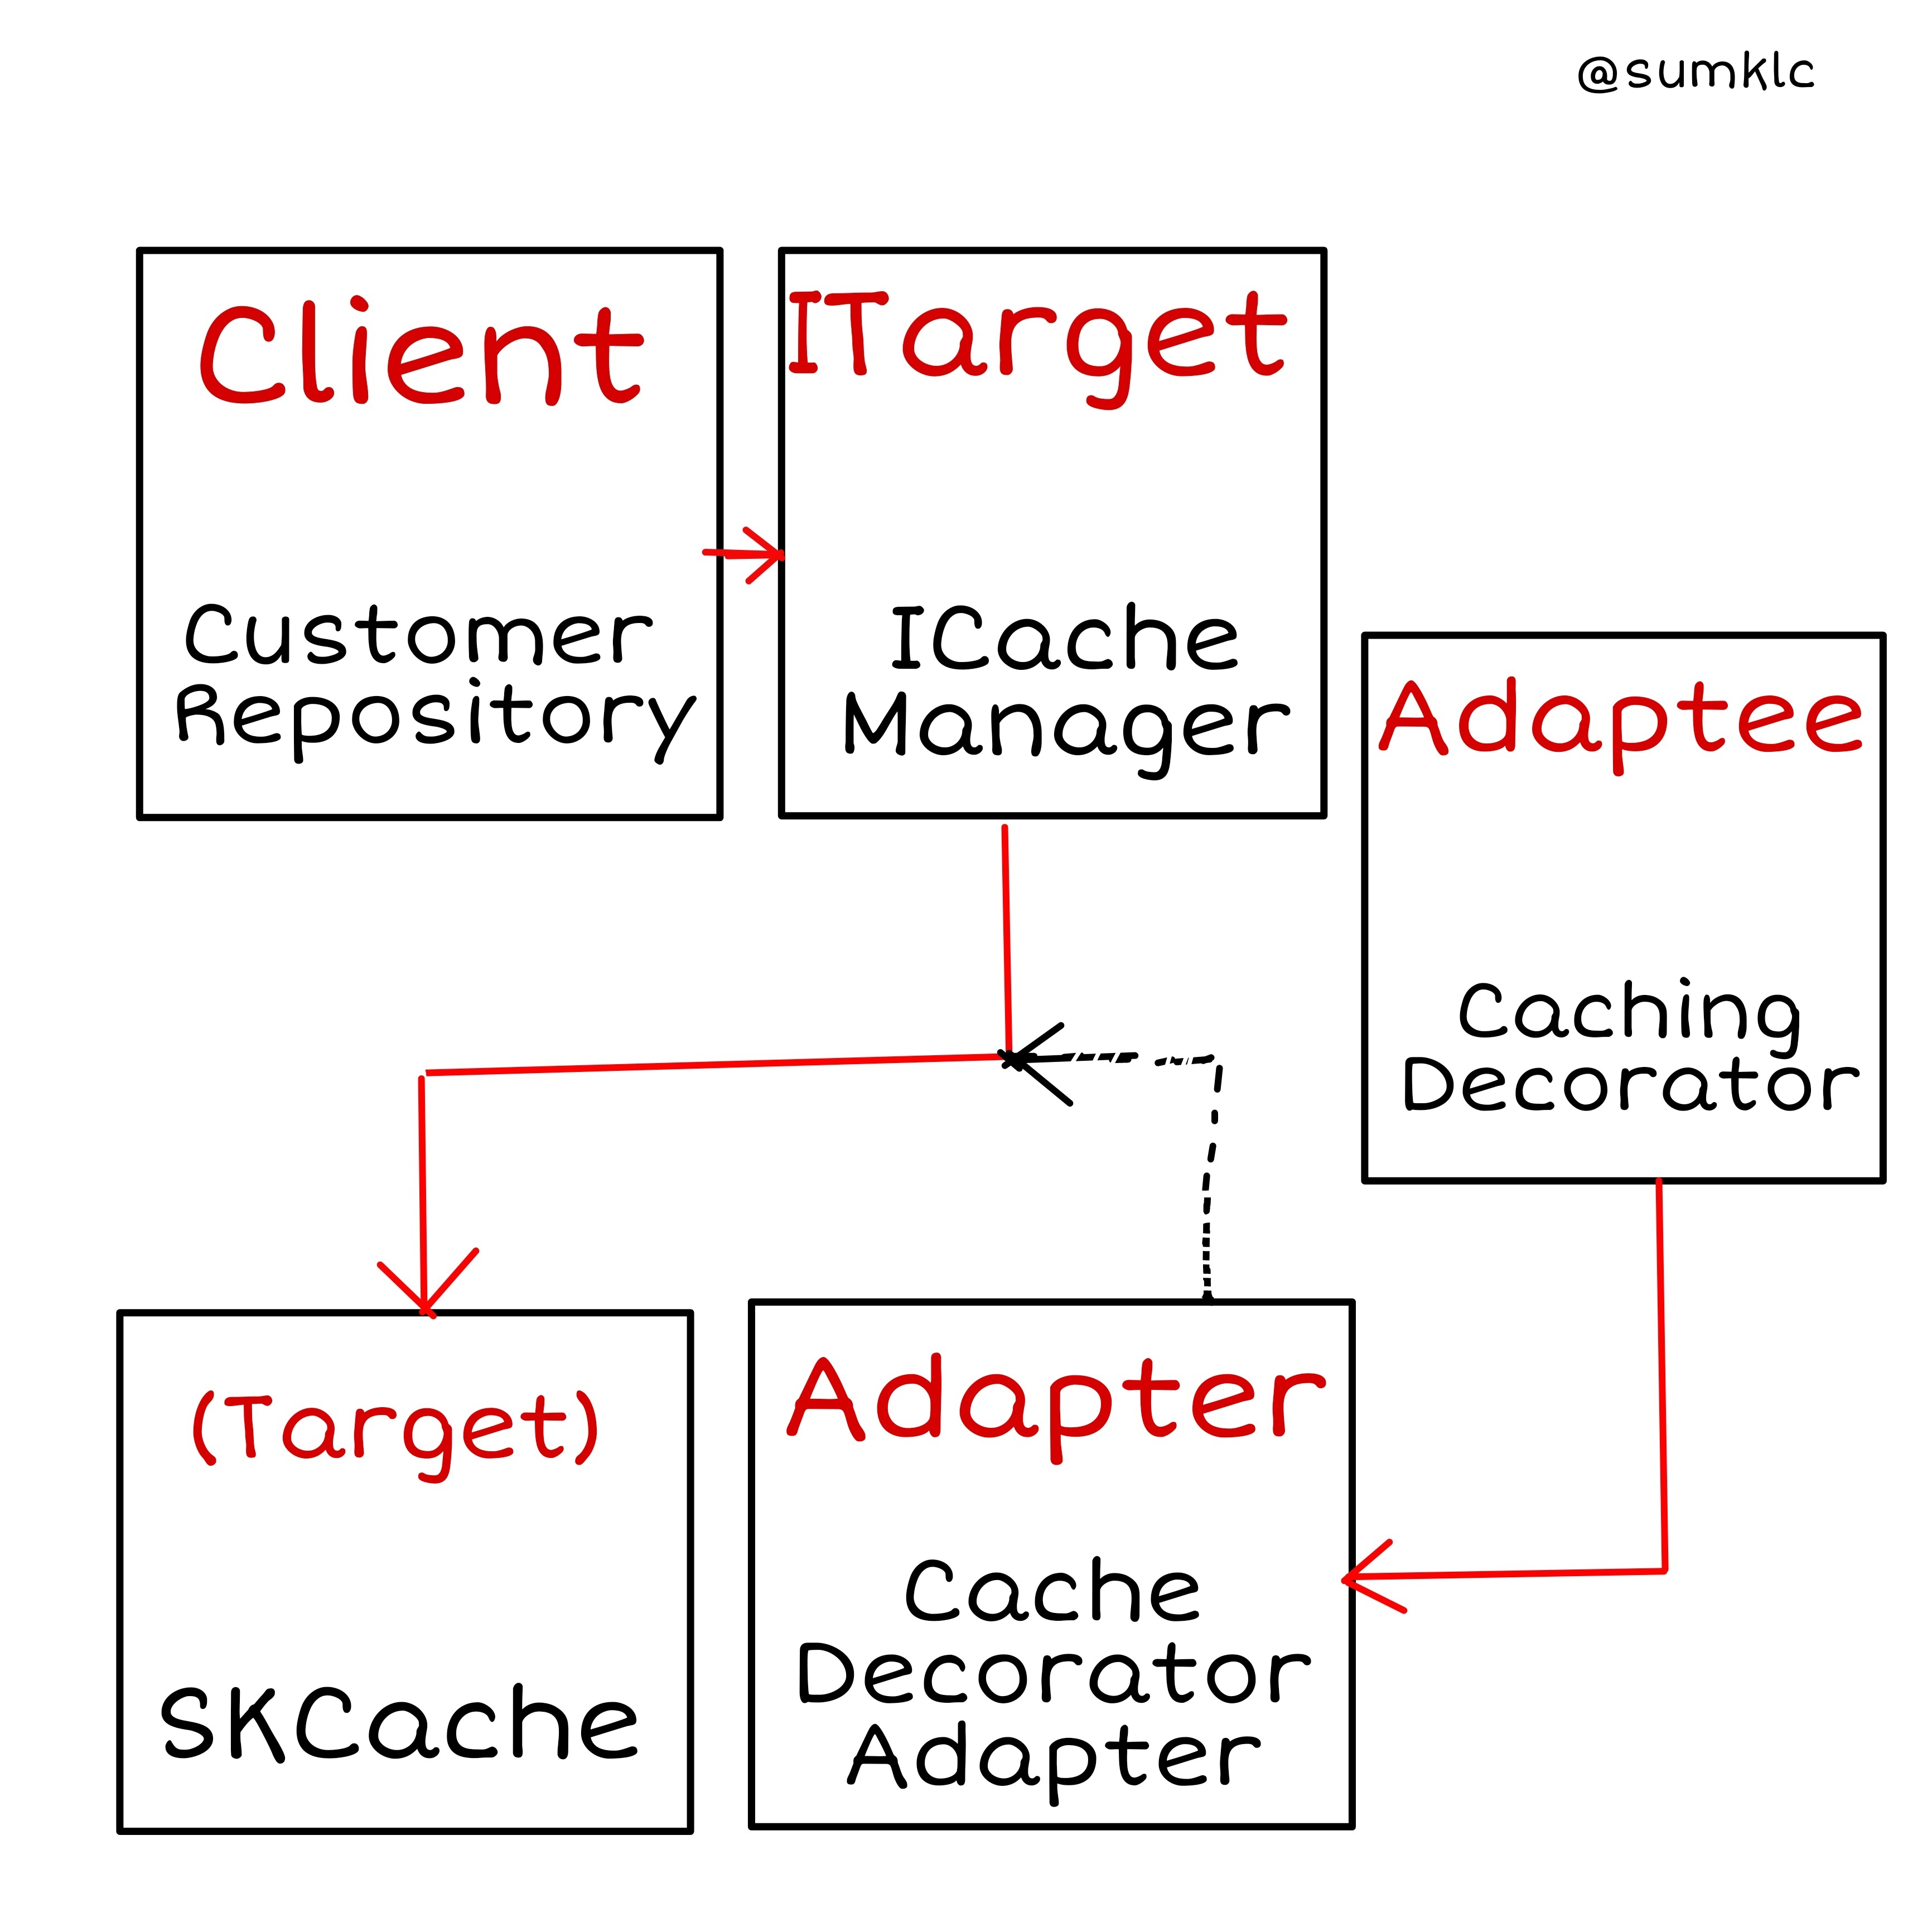 @sumklc
Client
Customer
Repository
ITarget
ICache
Manager
Adaptee
Caching
Decorator
(Target)
SKCache
Adapter
Cache
Decorator
Adapter